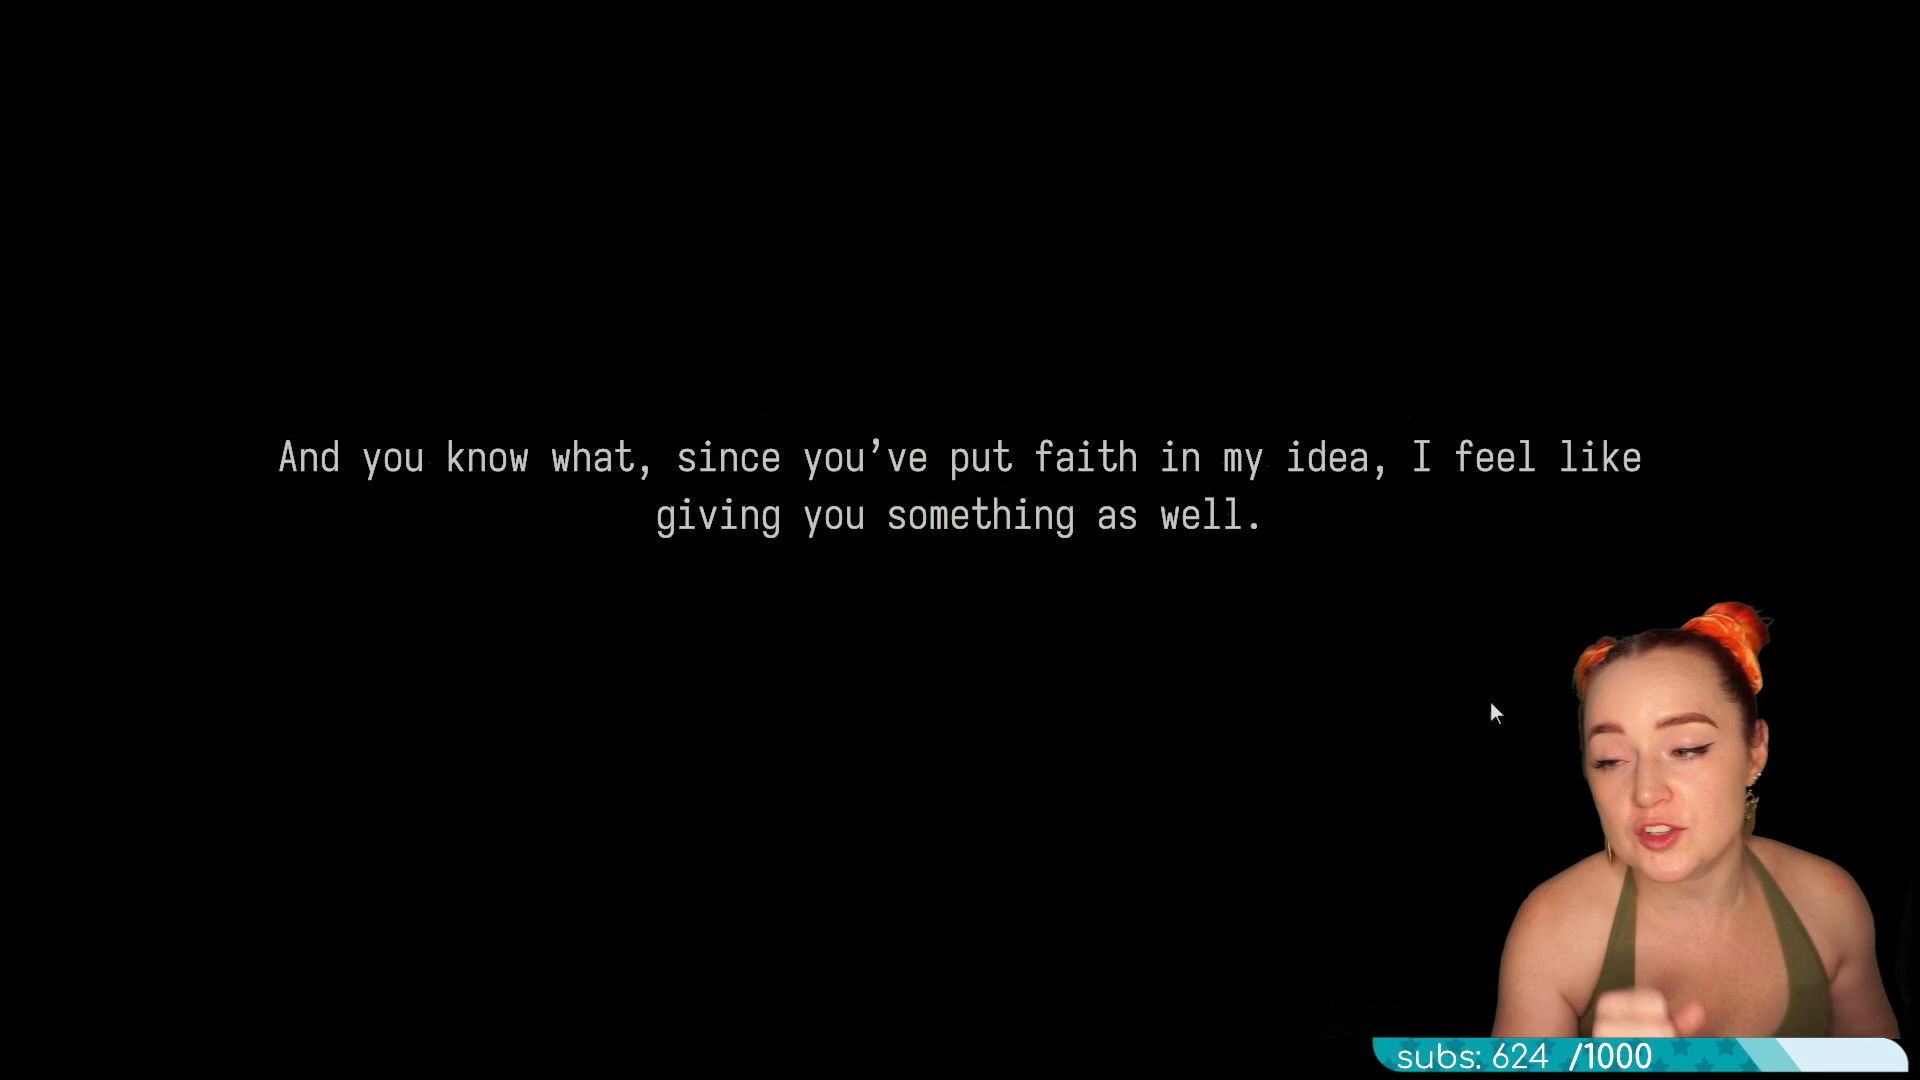 And you know what, since you’ve put faith in my idea, I feel like
giving you something as well.
subs: 624 /1000